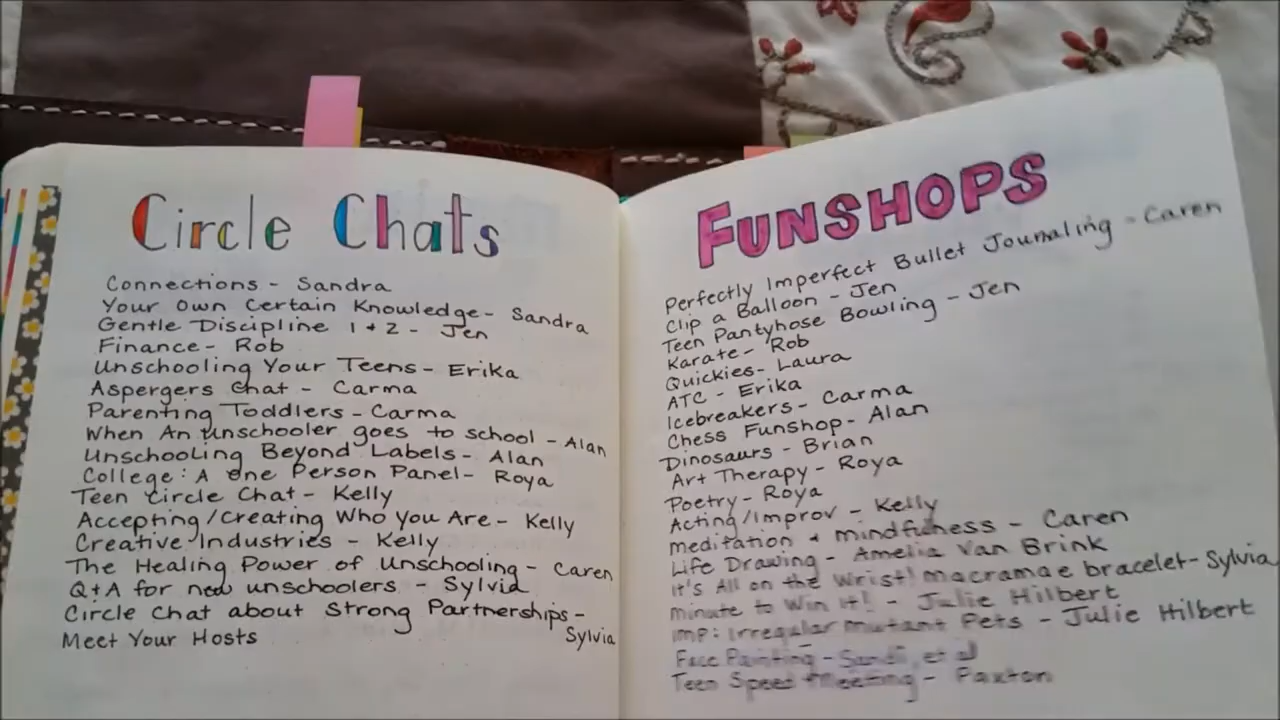 Circle Chats
Connections - Sandra
Your Own Certain Knowledge - Sandra
Gentle Discipline 1 + 2 - Jen
Finance - Rob
Unschooling Your Teens - Erika
Aspergers Chat - Carma
Parenting Toddlers - Carma
When An unschooler goes to school - Alan
Unschooling Beyond Labels - Alan
College: A One Person Panel - Roya
Teen Circle Chat - Kelly
Accepting/Creating Who You Are - Kelly
Creative Industries - Kelly
The Healing Power of Unschooling - Caren
Q+A for new unschoolers - Sylvia
Circle Chat about Strong Partnerships -
Sylvia
Meet Your Hosts
FUNSHOPS
Perfectly Imperfect Bullet Journaling - Caren
Clip a Balloon - Jen
Teen Pantyhose Bowling - Jen
Karate - Rob
Quickies - Laura
ATC - Erika
Icebreakers - Carma
Chess Funshop - Alan
Dinosaurs - Brian
Art Therapy - Roya
Poetry - Roya
Acting/Improv - Kelly
meditation + mindfulness - Caren
Life Drawing - Amelia Van Brink
It's All on the Wrist! macramae bracelet - Sylvia
Minute to Win it! - Julie Hilbert
imp: irregular mutant Pets - Julie Hilbert
Face Painting - Sandi, et al
Teen Speed Meeting - Paxton